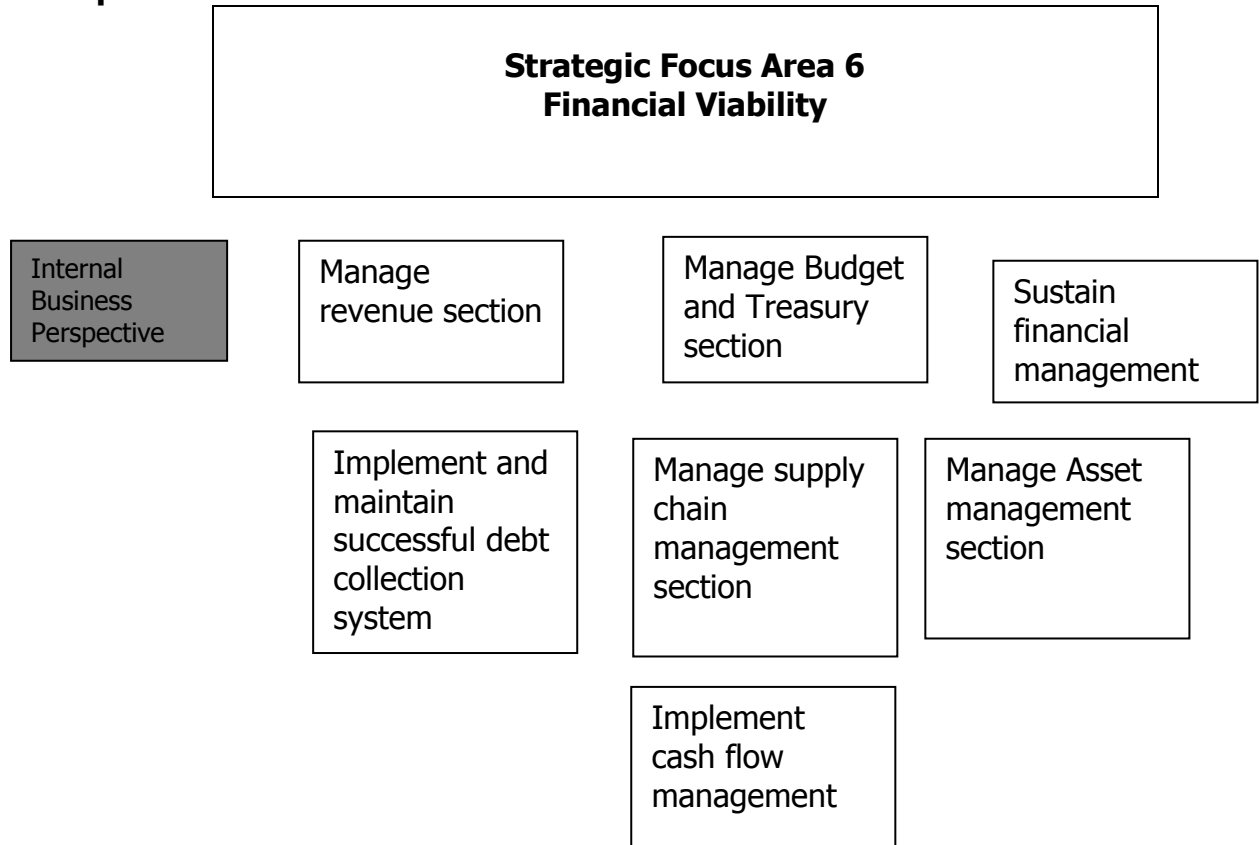 Strategic Focus Area 6
Financial Viability
Internal
Business
Perspective
Manage
revenue section
Manage Budget
and Treasury
section
Sustain
financial
management
Implement and
maintain
successful debt
collection
system
Manage supply
chain
management
section
Manage Asset
management
section
Implement
cash flow
management